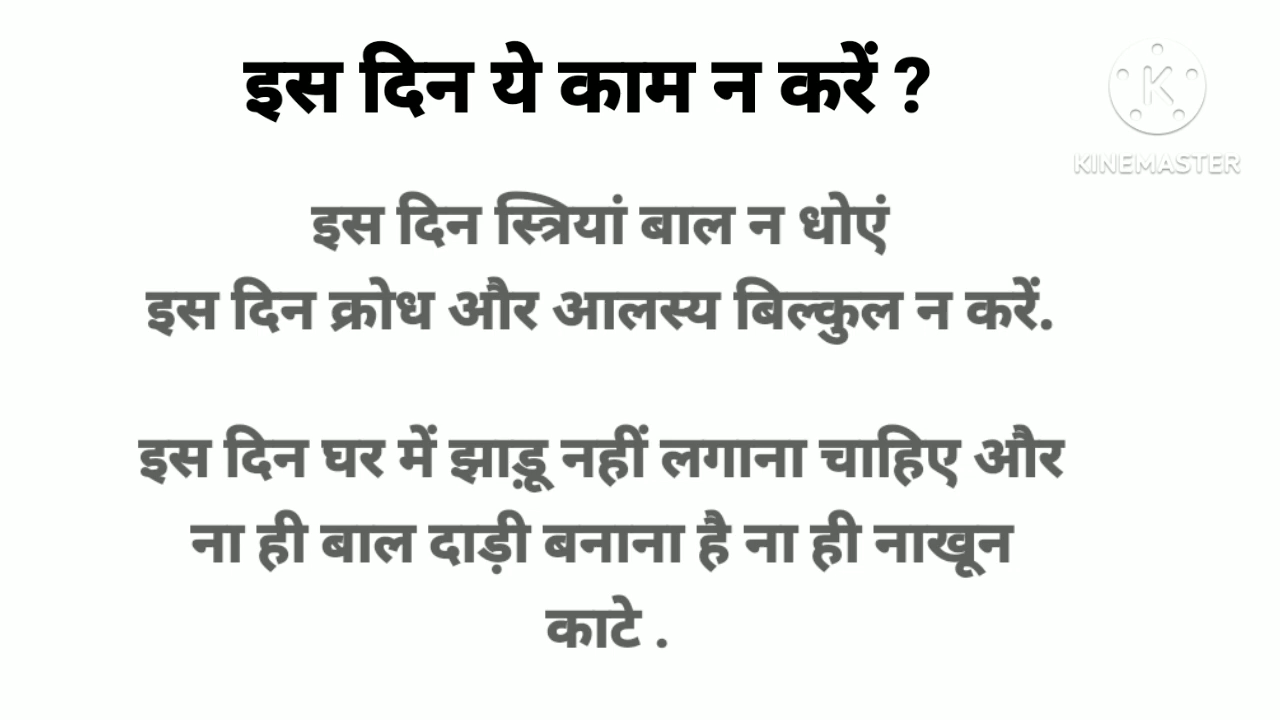 इस दिन ये काम न करें ?
KINEMASTER
इस दिन स्त्रियां बाल न धोएं
इस दिन क्रोध और आलस्य बिल्कुल न करें.
इस दिन घर में झाड़ू नहीं लगाना चाहिए और
ना ही बाल दाड़ी बनाना है ना ही नाखून
काटे .